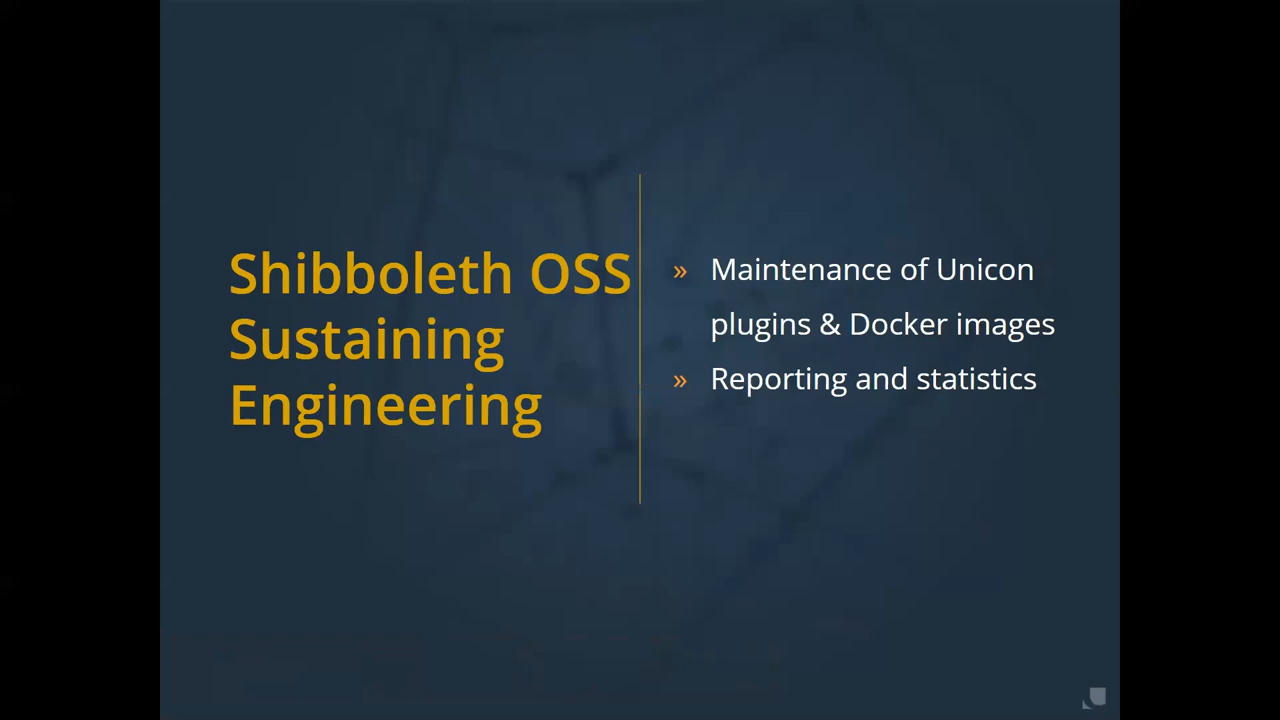 Shibboleth OSS
Sustaining
Engineering
» Maintenance of Unicon
plugins & Docker images
» Reporting and statistics